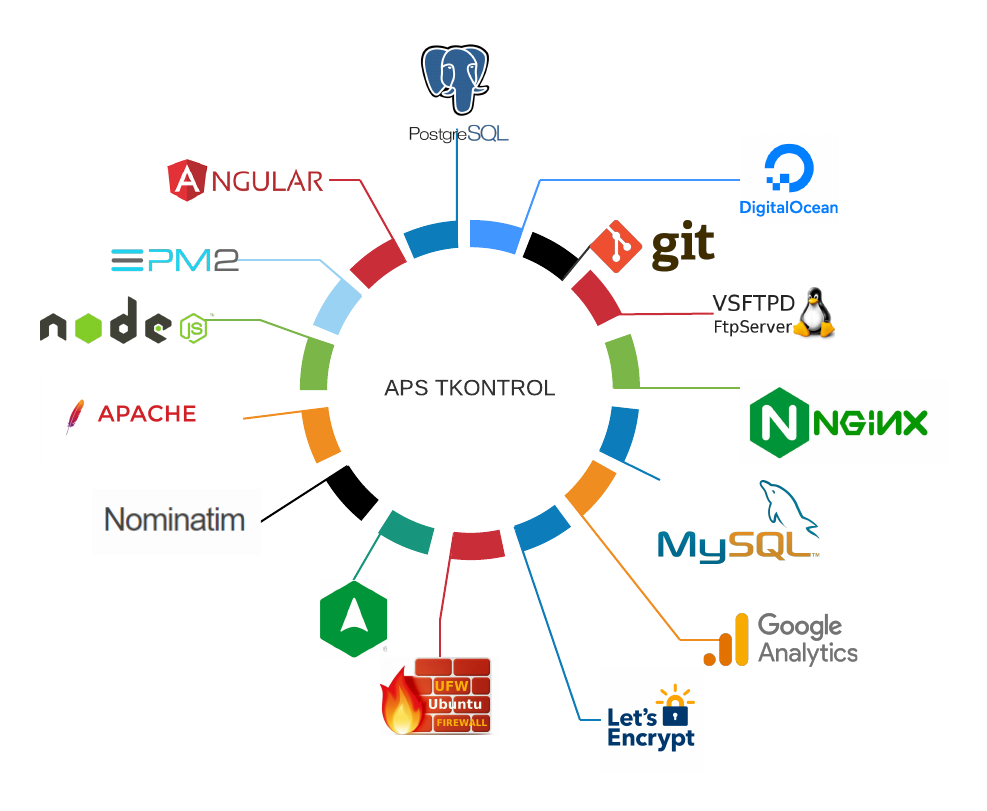 PostgreSQL
DigitalOcean
ANGULAR
git
PM2
VSFTPD
FtpServer
node
JS
APS TKONTROL
APACHE
N
NGiNX
Nominatim
MySQL
TM
Google
Analytics
UFW
Ubuntu
FIREWALL
Let's
Encrypt